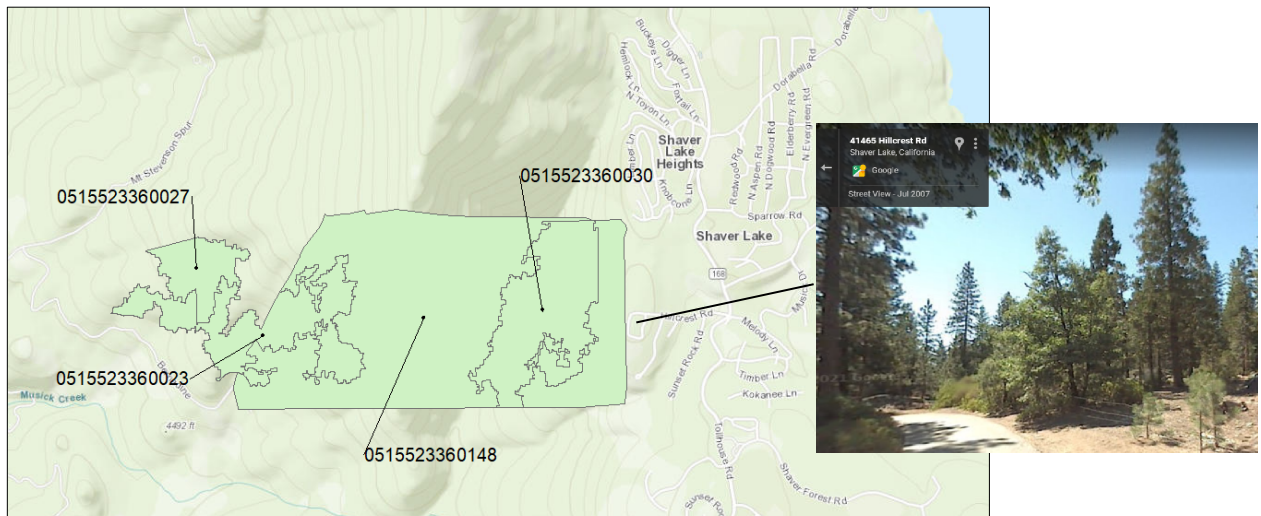 Buckeye Ln
Digger Ln
Hemlock Ln
Foxtail Ln
N Toyon Ln
Dorabella Rd
Dorabella
Elderberry Rd
N Evergreen Rd
N Dogwood Rd
N Aspen Rd
Redwood Rd
Shaver
Lake
Heights
Knobcone Ln
Sparrow Rd
Shaver Lake
168
Mt Stevenson Spur
0515523360027
0515523360030
0515523360023
0515523360148
Musick Creek
4492 ft
Hillcrest Rd
Melody Ln
Sunset Rock Rd
Timber Ln
Kokanee Ln
Tollhouse Rd
Shaver Forest Rd
Sunset Ro
41465 Hillcrest Rd
Shaver Lake, California
Google
Street View - Jul 2007